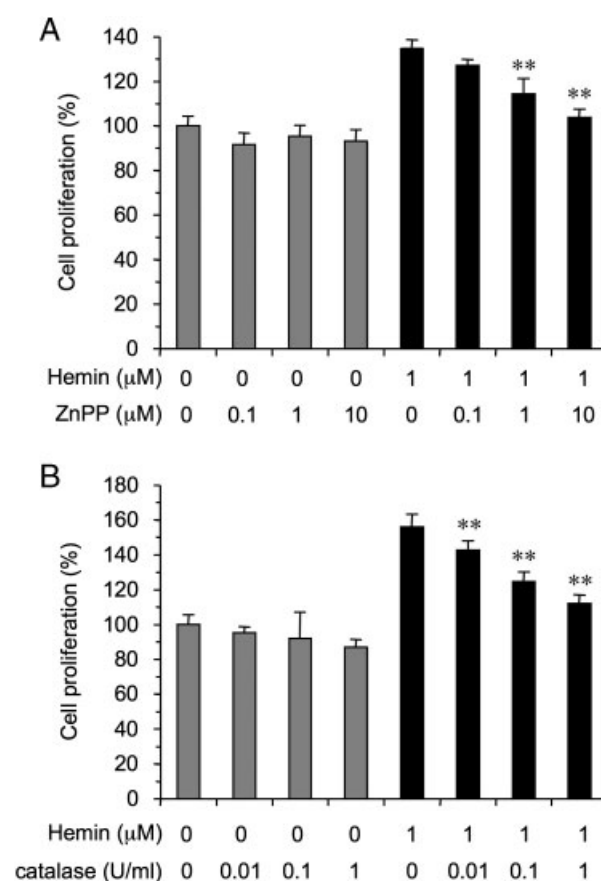 A
140
120
100
80
60
40
20
0
Cell proliferation (%)
** **
Hemin (μM) 0 0 0 0 1 1 1 1
ZnPP (μM) 0 0.1 1 10 0 0.1 1 10
B
180
160
140
120
100
80
60
40
20
0
Cell proliferation (%)
** ** **
Hemin (μM) 0 0 0 0 1 1 1 1
catalase (U/ml) 0 0.01 0.1 1 0 0.01 0.1 1